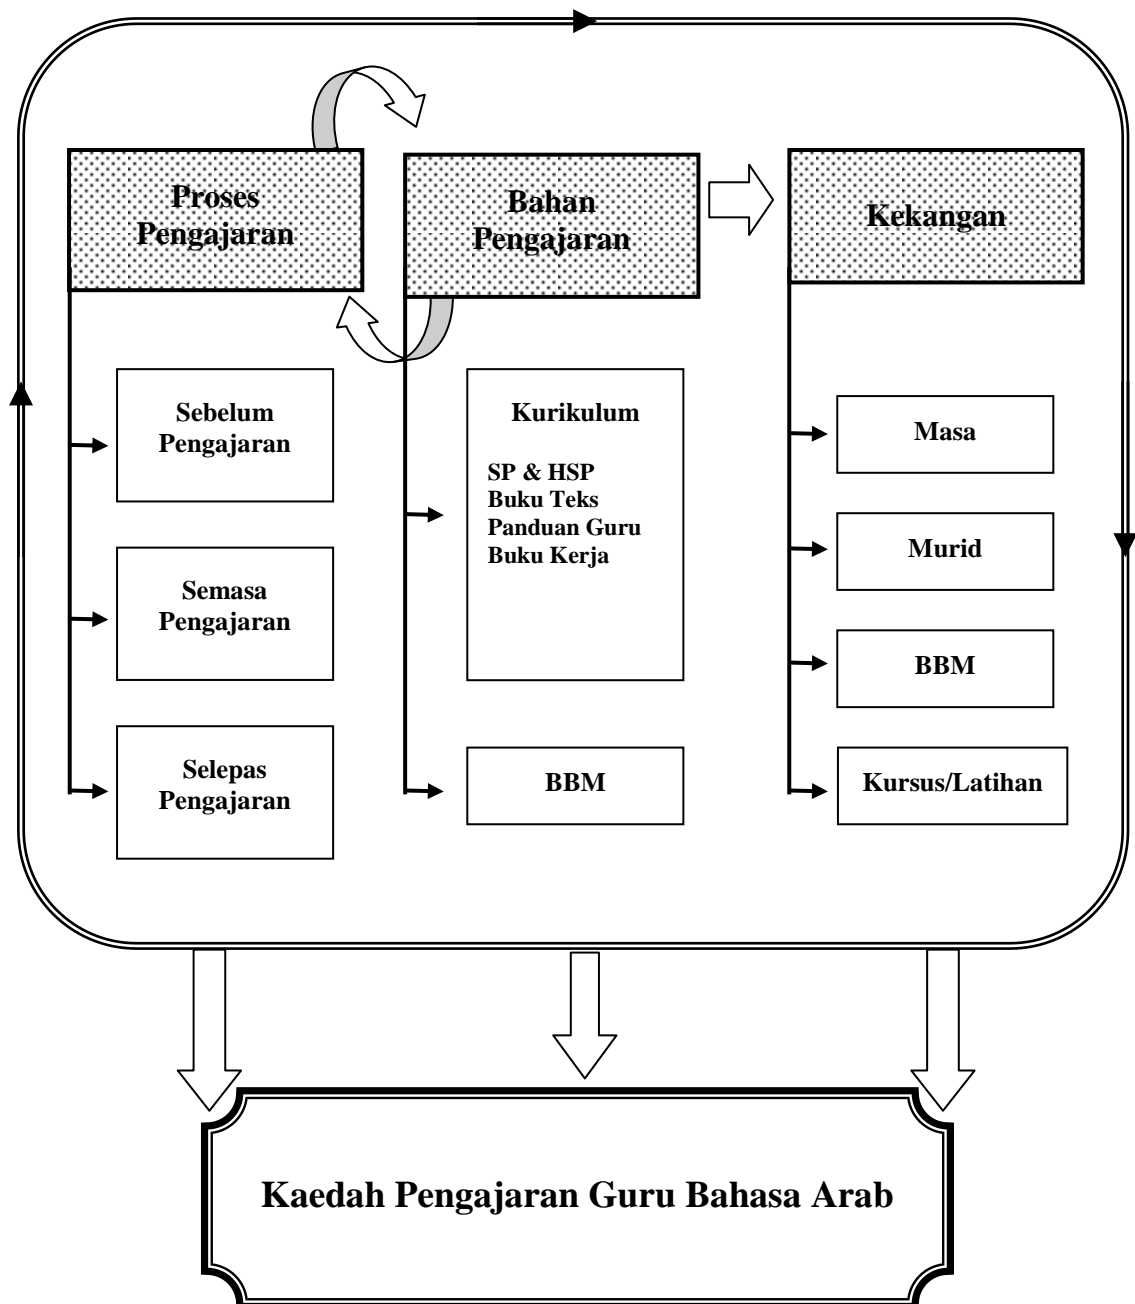 Proses
Pengajaran
Bahan
Pengajaran
Kekangan
Sebelum
Pengajaran
Semasa
Pengajaran
Selepas
Pengajaran
Kurikulum
SP & HSP
Buku Teks
Panduan Guru
Buku Kerja
BBM
Masa
Murid
BBM
Kursus/Latihan
Kaedah Pengajaran Guru Bahasa Arab